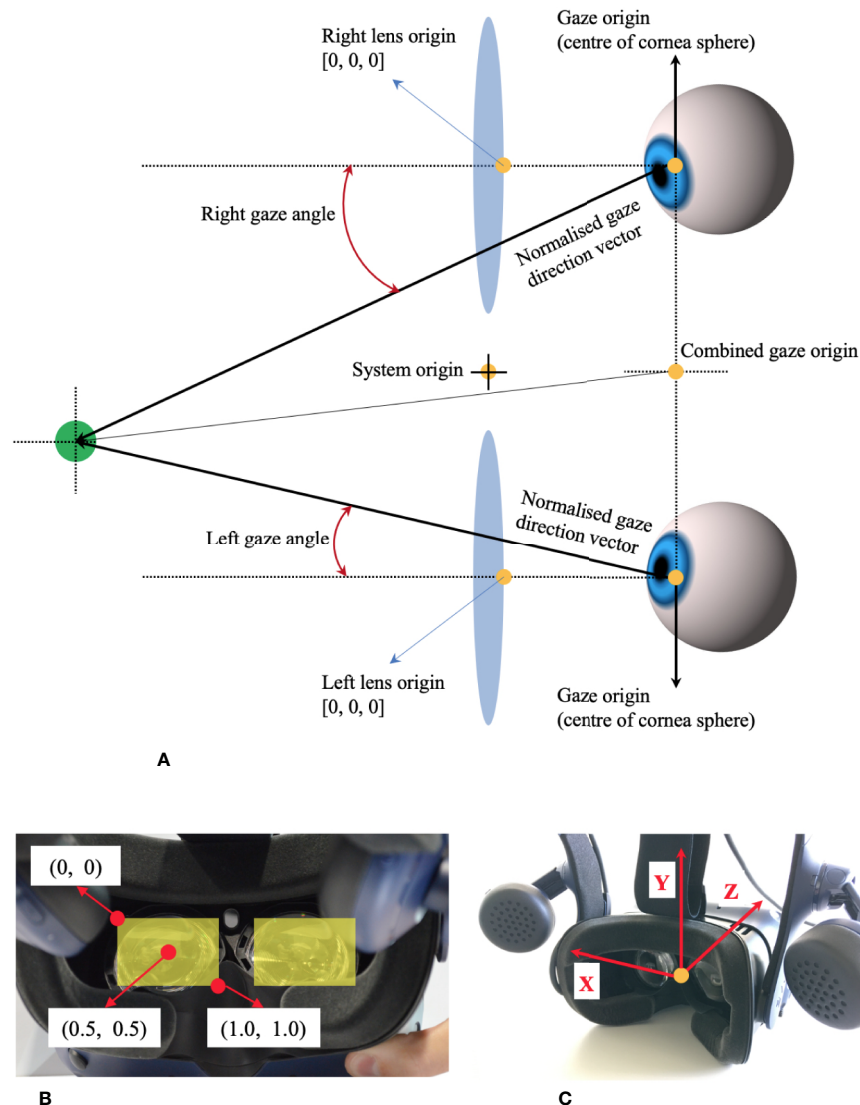 Right lens origin
[0, 0, 0]
Gaze origin
(centre of cornea sphere)
Right gaze angle
Normalised gaze
direction vector
System origin
Combined gaze origin
Left gaze angle
Normalised gaze
direction vector
Left lens origin
[0, 0, 0]
Gaze origin
(centre of cornea sphere)
A
(0, 0)
(0.5, 0.5)
(1.0, 1.0)
B
Y
Z
X
C